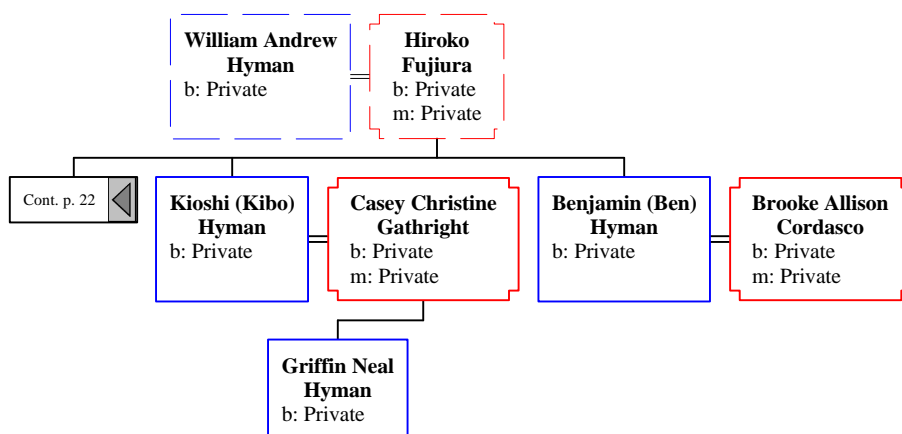 William Andrew
Hyman
b: Private
Hiroko
Fujiura
b: Private
m: Private
Cont. p. 22
Kioshi (Kibo)
Hyman
b: Private
Casey Christine
Gathright
b: Private
m: Private
Benjamin (Ben)
Hyman
b: Private
Brooke Allison
Cordasco
b: Private
m: Private
Griffin Neal
Hyman
b: Private